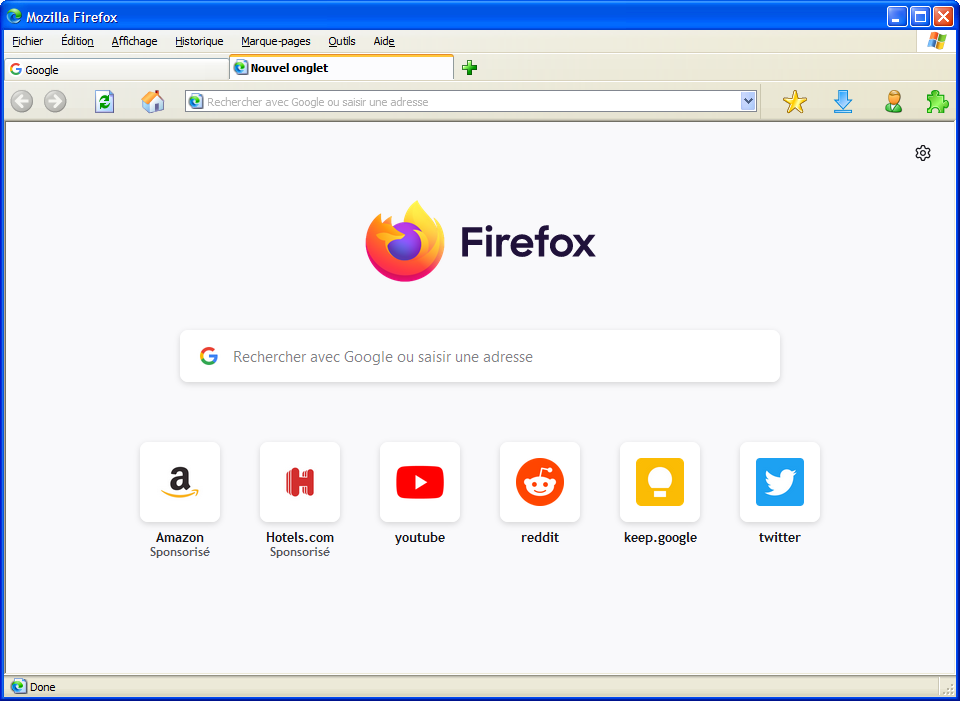 Mozilla Firefox
Fichier Édition Affichage Historique Marque-pages Outils Aide
Google Nouvel onglet
Rechercher avec Google ou saisir une adresse
Firefox
Rechercher avec Google ou saisir une adresse
Amazon Hotels.com youtube reddit keep.google twitter
Sponsorisé Sponsorisé
Done